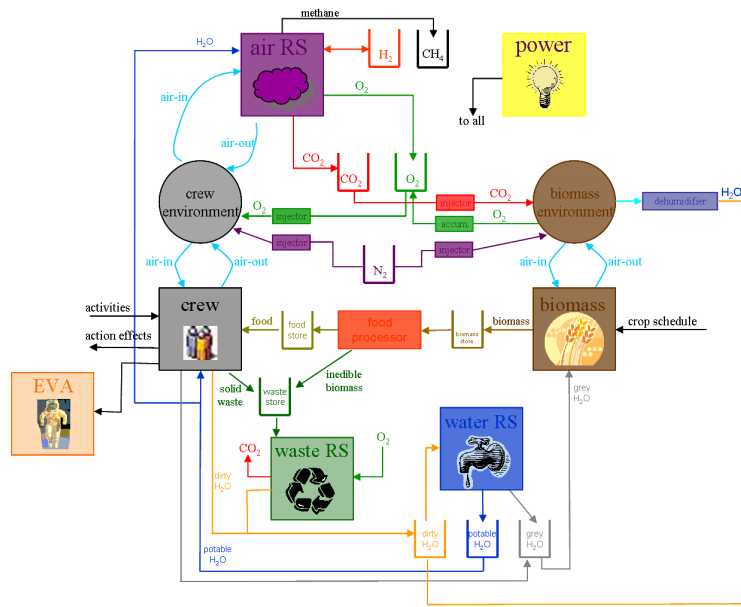 methane
H₂O
air RS
H₂
CH₄
power
O₂
air-in
to all
air-out
CO₂
CO₂
O₂
CO₂
H₂O
crew
environment
injector
biomass
environment
dehumidifier
O₂
injector
accum.
O₂
injector
injector
N₂
air-in
air-out
air-in
air-out
crew
biomass
activities
food
food
store
food
processor
biomass
store
biomass
crop schedule
action effects
EVA
solid
waste
waste
store
inedible
biomass
grey
H₂O
water RS
CO₂
waste RS
O₂
dirty
H₂O
potable
H₂O
dirty
H₂O
potable
H₂O
grey
H₂O